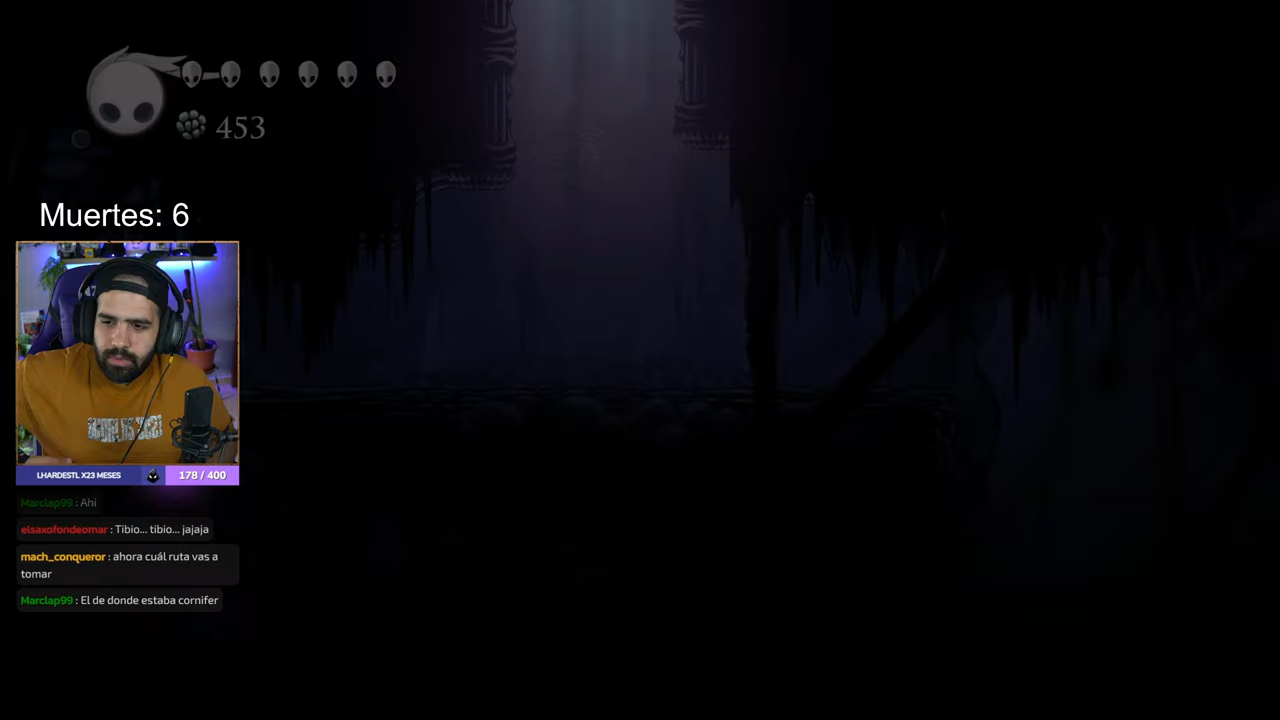 453
Muertes: 6
LHARDESTL X23 MESES
178 / 400
Marclap99 : Ahi
elsaxofondeomar : Tibio... tibio... jajaja
mach_conqueror : ahora cuál ruta vas a
tomar
Marclap99 : El de donde estaba cornifer